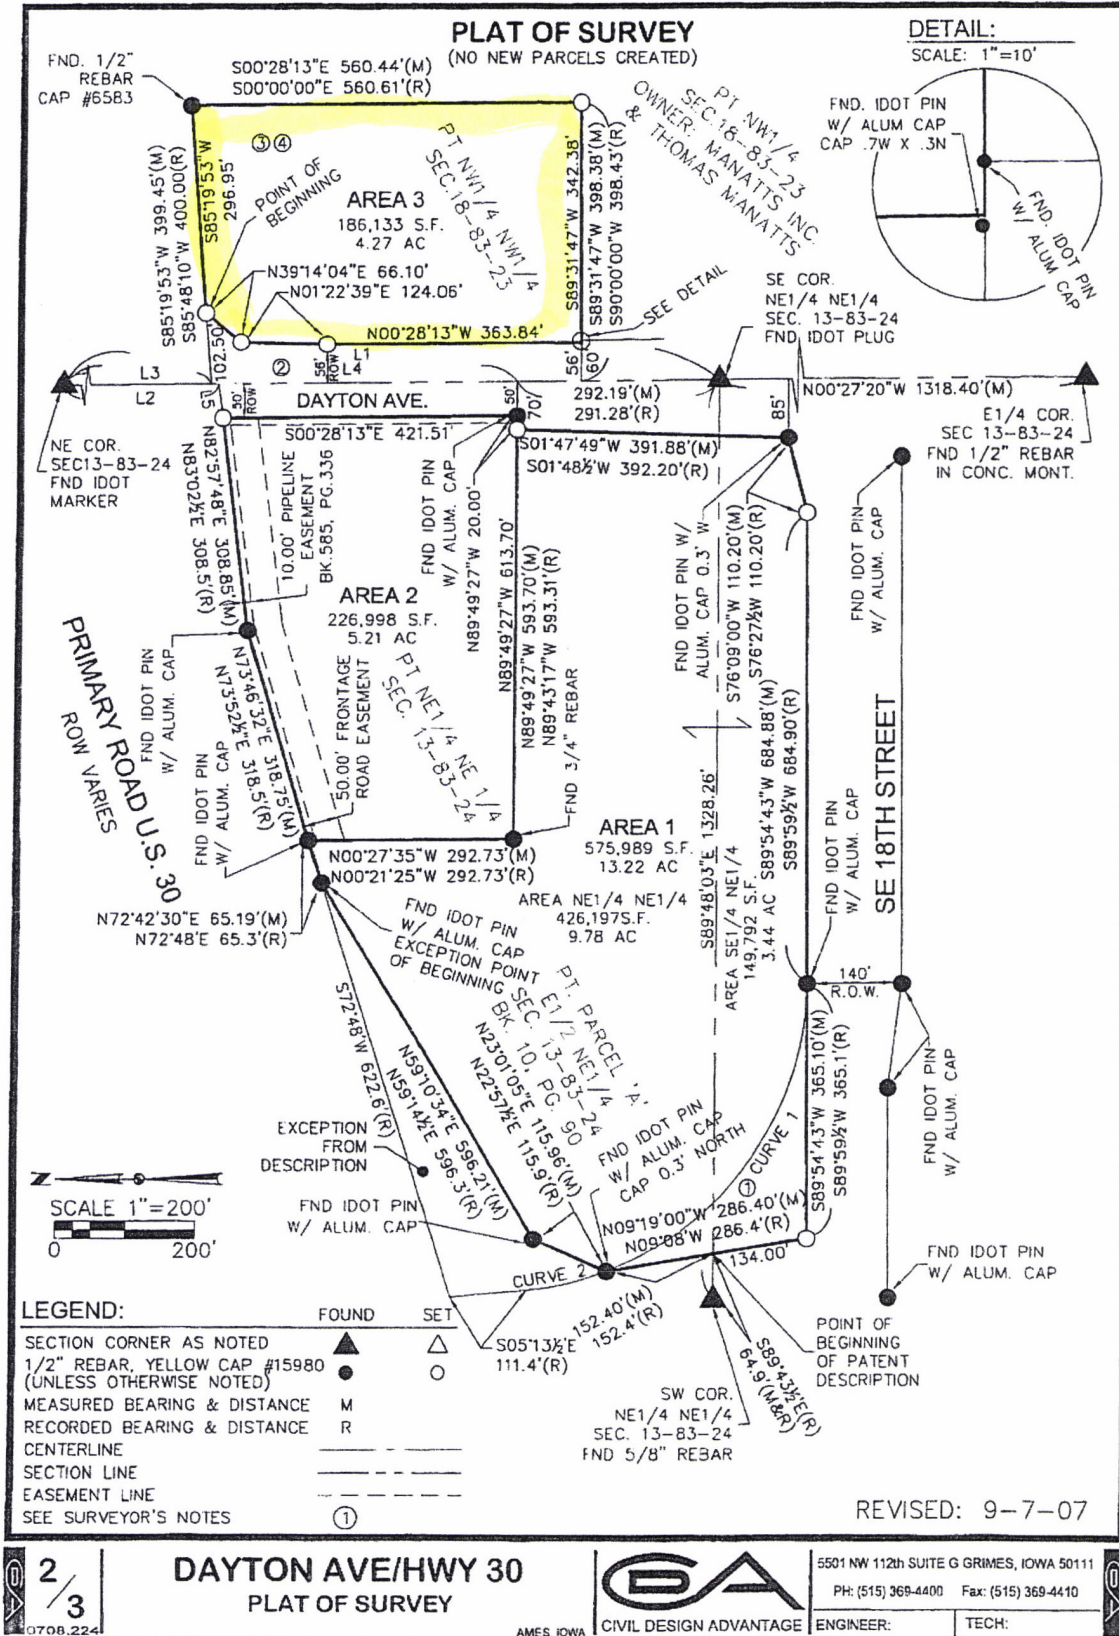 PLAT OF SURVEY
(NO NEW PARCELS CREATED)
DETAIL:
SCALE: 1"=10'
FND. IDOT PIN
W/ ALUM CAP
CAP .7W X .3N
FND. IDOT PIN
W/ ALUM CAP
FND. 1/2"
REBAR
CAP #6583
S00°28'13"E 560.44'(M)
S00°00'00"E 560.61'(R)
③④
POINT OF
BEGINNING
AREA 3
186,133 S.F.
4.27 AC
PT NW1/4 NW1/4
SEC.18-83-23
PT NW1/4
SEC.18-83-23
OWNER: MANATTS INC.
& THOMAS MANATTS
S85°19'53"W
296.95'
S85°19'53"W 399.45'(M)
S85°48'10"W 400.00(R)
S89°31'47"W 342.38'
S89°31'47"W 398.38'(M)
S90°00'00"W 398.43'(R)
N39°14'04"E 66.10'
N01°22'39"E 124.06'
N00°28'13"W 363.84'
SEE DETAIL
SE COR.
NE1/4 NE1/4
SEC. 13-83-24
FND IDOT PLUG
102.50
②
56'
ROW
L1
L4
56'
60'
L3
L2
15'
50'
ROW
DAYTON AVE.
50'
70'
292.19'(M)
291.28'(R)
85'
N00°27'20"W 1318.40'(M)
E1/4 COR.
SEC 13-83-24
FND 1/2" REBAR
IN CONC. MONT.
NE COR.
SEC13-83-24
FND IDOT
MARKER
S00°28'13"E 421.51'
S01°47'49"W 391.88'(M)
S01°48½'W 392.20'(R)
N82°57'48"E 308.85'(M)
N83°02½'E 308.5'(R)
10.00' PIPELINE
EASEMENT
BK.585, PG.336
FND IDOT PIN
W/ ALUM. CAP
N89°49'27"W 20.00'
N89°49'27"W 613.70'
N89°49'27"W 593.70'(M)
N89°43'17"W 593.31'(R)
FND 3/4" REBAR
FND IDOT PIN W/
ALUM. CAP 0.3' W
S76°09'00"W 110.20'(M)
S76°27½'W 110.20'(R)
FND IDOT PIN
W/ ALUM. CAP
AREA 2
226,998 S.F.
5.21 AC
PT NE1/4 NE 1/4
SEC. 13-83-24
PRIMARY ROAD U.S. 30
ROW VARIES
FND IDOT PIN
W/ ALUM. CAP
N73°46'32"E 318.75'(M)
N73°52½'E 318.5'(R)
FND IDOT PIN
W/ ALUM. CAP
50.00' FRONTAGE
ROAD EASEMENT
S89°48'03"E 1328.26'
S89°54'43"W 684.88'(M)
S89°59½'W 684.90'(R)
SE 18TH STREET
N00°27'35"W 292.73'(M)
N00°21'25"W 292.73'(R)
AREA 1
575,989 S.F.
13.22 AC
AREA NE1/4 NE1/4
426,197S.F.
9.78 AC
AREA SE1/4 NE1/4
149,792 S.F.
3.44 AC
FND IDOT PIN
W/ ALUM. CAP
N72°42'30"E 65.19'(M)
N72°48'E 65.3'(R)
FND IDOT PIN
W/ ALUM. CAP
EXCEPTION POINT
OF BEGINNING
PT. PARCEL 'A'
E1/2 NE1/4
SEC. 13-83-24
BK. 10, PG. 90
140'
R.O.W.
S72°48'W 622.6'(R)
N59°10'34"E 596.21'(M)
N59°14½'E 596.3'(R)
N23°01'05"E 115.96'(M)
N22°57½'E 115.9'(R)
S89°54'43"W 365.10'(M)
S89°59½'W 365.1'(R)
FND IDOT PIN
W/ ALUM. CAP
EXCEPTION
FROM
DESCRIPTION
FND IDOT PIN
W/ ALUM. CAP
CAP 0.3' NORTH
CURVE 1
①
FND IDOT PIN
W/ ALUM. CAP
N09°19'00"W 286.40'(M)
N09°08'W 286.4'(R)
134.00'
FND IDOT PIN
W/ ALUM. CAP
Z
SCALE 1"=200'
0 200'
CURVE 2
152.40'(M)
152.4'(R)
S05°13½'E
111.4'(R)
S89°43½'E(R)
64.9'(M&R)
POINT OF
BEGINNING
OF PATENT
DESCRIPTION
SW COR.
NE1/4 NE1/4
SEC. 13-83-24
FND 5/8" REBAR
LEGEND: FOUND SET
SECTION CORNER AS NOTED
1/2" REBAR, YELLOW CAP #15980
(UNLESS OTHERWISE NOTED)
MEASURED BEARING & DISTANCE M
RECORDED BEARING & DISTANCE R
CENTERLINE
SECTION LINE
EASEMENT LINE
SEE SURVEYOR'S NOTES ①
REVISED: 9-7-07
2/3
0708.224
DAYTON AVE/HWY 30
PLAT OF SURVEY
AMES, IOWA
CDA
CIVIL DESIGN ADVANTAGE
5501 NW 112th SUITE G GRIMES, IOWA 50111
PH: (515) 369-4400 Fax: (515) 369-4410
ENGINEER: TECH: